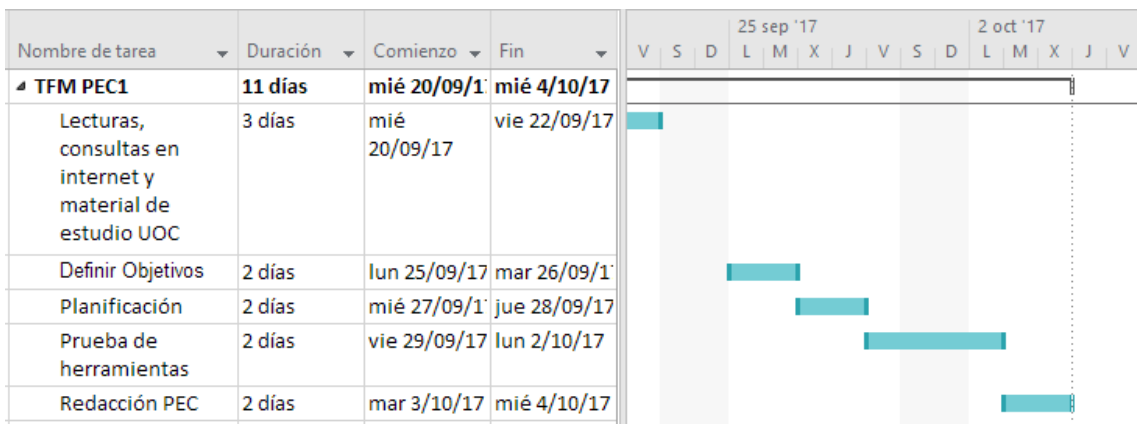 25 sep '17 2 oct '17
Nombre de tarea Duración Comienzo Fin V S D L M X J V S D L M X J V
TFM PEC1 11 días mié 20/09/1 mié 4/10/17
Lecturas, 3 días mié vie 22/09/17
consultas en 20/09/17
internet y
material de
estudio UOC
Definir Objetivos 2 días lun 25/09/17 mar 26/09/1
Planificación 2 días mié 27/09/1 jue 28/09/17
Prueba de 2 días vie 29/09/17 lun 2/10/17
herramientas
Redacción PEC 2 días mar 3/10/17 mié 4/10/17